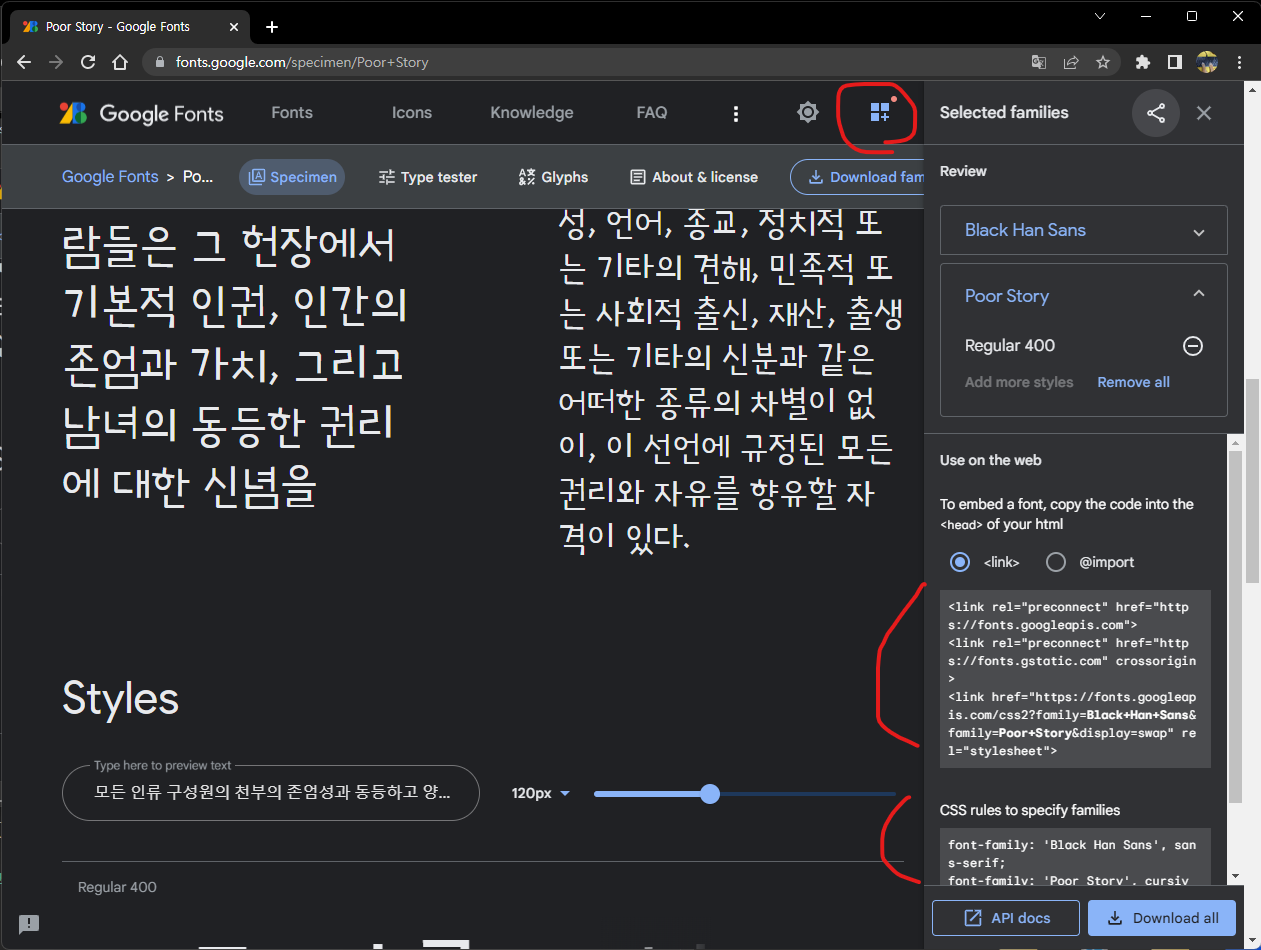 Poor Story - Google Fonts
fonts.google.com/specimen/Poor+Story
Google Fonts
Fonts
Icons
Knowledge
FAQ
Google Fonts > Po...
Specimen
Type tester
Glyphs
About & license
Download fam
람들은 그 헌장에서
기본적 인권, 인간의
존엄과 가치, 그리고
남녀의 동등한 권리
에 대한 신념을
성, 언어, 종교, 정치적 또
는 기타의 견해, 민족적 또
는 사회적 출신, 재산, 출생
또는 기타의 신분과 같은
어떠한 종류의 차별이 없
이, 이 선언에 규정된 모든
권리와 자유를 향유할 자
격이 있다.
Styles
Type here to preview text
모든 인류 구성원의 천부의 존엄성과 동등하고 양...
120px
Regular 400
Selected families
Review
Black Han Sans
Poor Story
Regular 400
Add more styles
Remove all
Use on the web
To embed a font, copy the code into the
<head> of your html
<link>
@import
<link rel="preconnect" href="http
s://fonts.googleapis.com">
<link rel="preconnect" href="http
s://fonts.gstatic.com" crossorigin
>
<link href="https://fonts.googleap
is.com/css2?family=Black+Han+Sans&
family=Poor+Story&display=swap" re
l="stylesheet">
CSS rules to specify families
font-family: 'Black Han Sans', san
s-serif;
font-family: 'Poor Story', cursiv
API docs
Download all